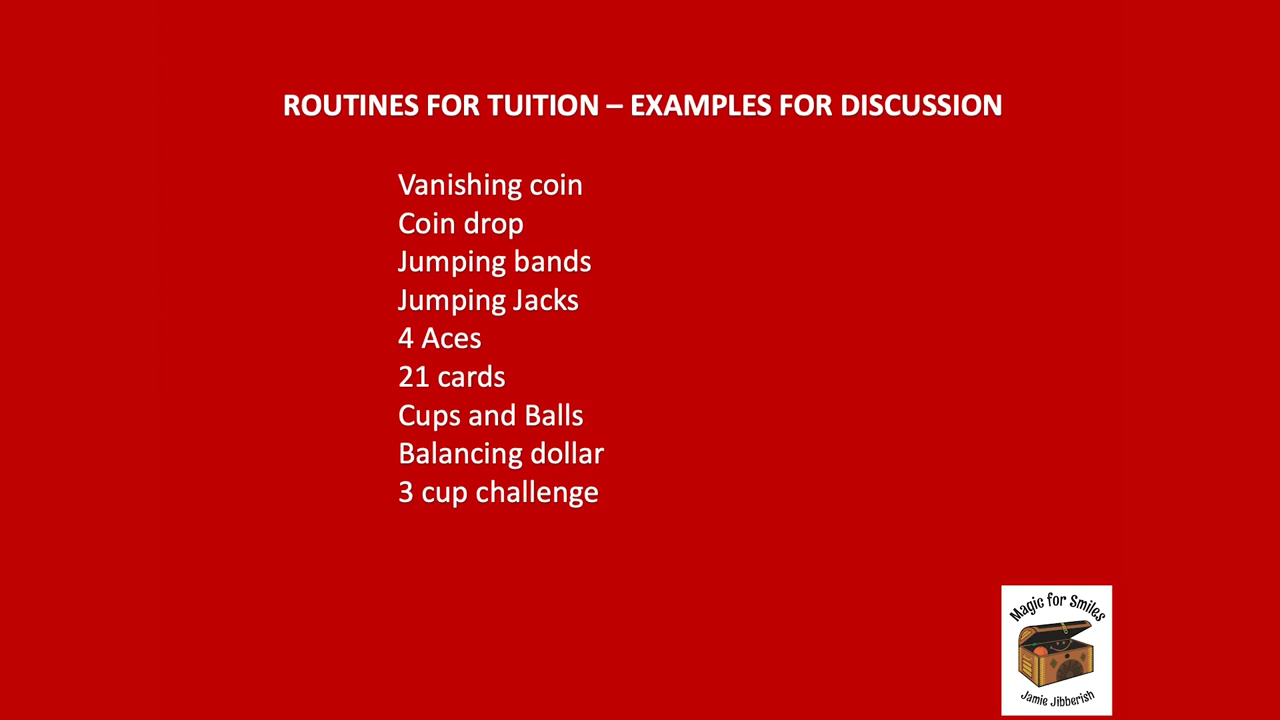 ROUTINES FOR TUITION – EXAMPLES FOR DISCUSSION
Vanishing coin
Coin drop
Jumping bands
Jumping Jacks
4 Aces
21 cards
Cups and Balls
Balancing dollar
3 cup challenge
Magic for Smiles
Jamie Jibberish